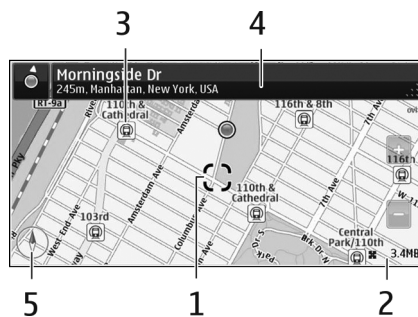 3
4
Morningside Dr
245m, Manhattan, New York, USA
RT-9a
110th &
Cathedral
116th & 8th
Amsterdam Ave
7th Ave
116th
110th &
Cathedral
7th Ave
103rd
West-End-Ave
Columbus-Ave
Central
Park/110th
3.4MB
5
1
2